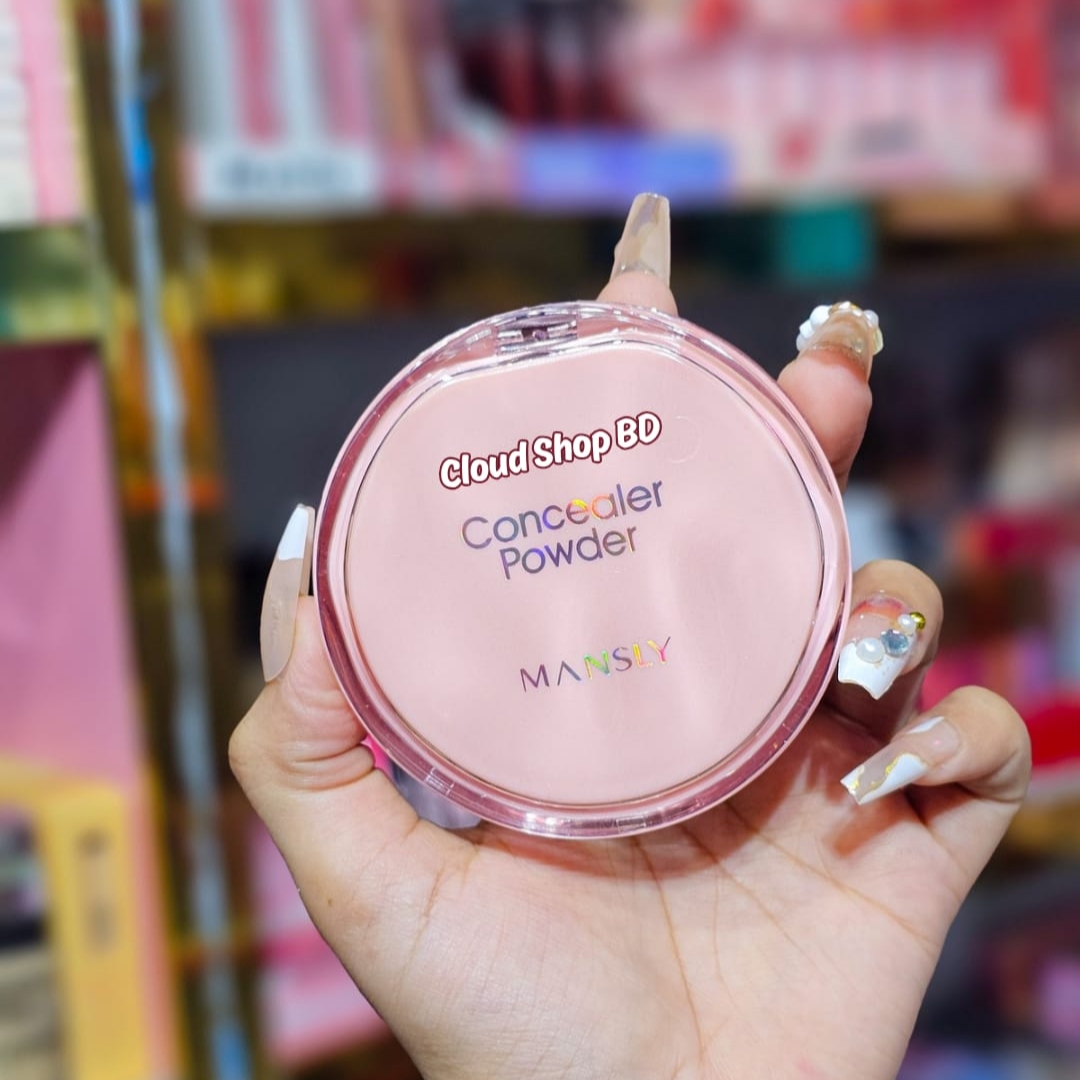 Cloud Shop BD
Concealer
Powder
MANSLY